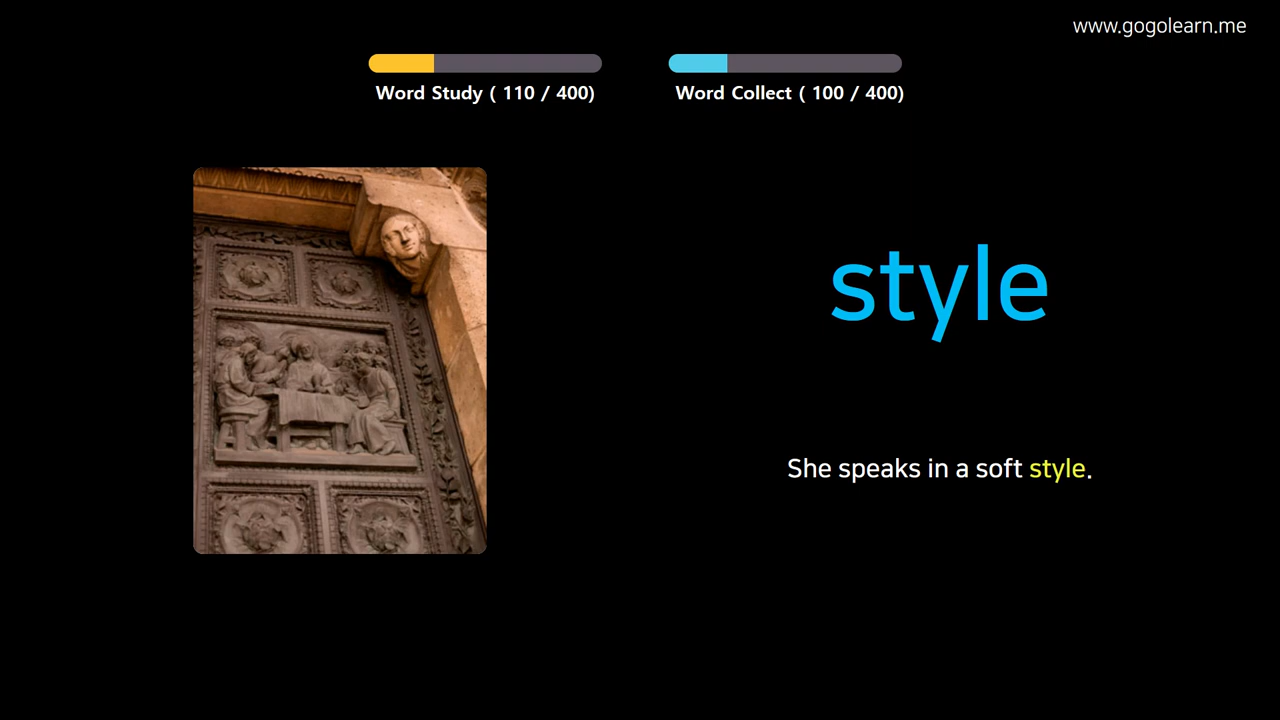 www.gogolearn.me
Word Study ( 110 / 400)
Word Collect ( 100 / 400)
style
She speaks in a soft style.